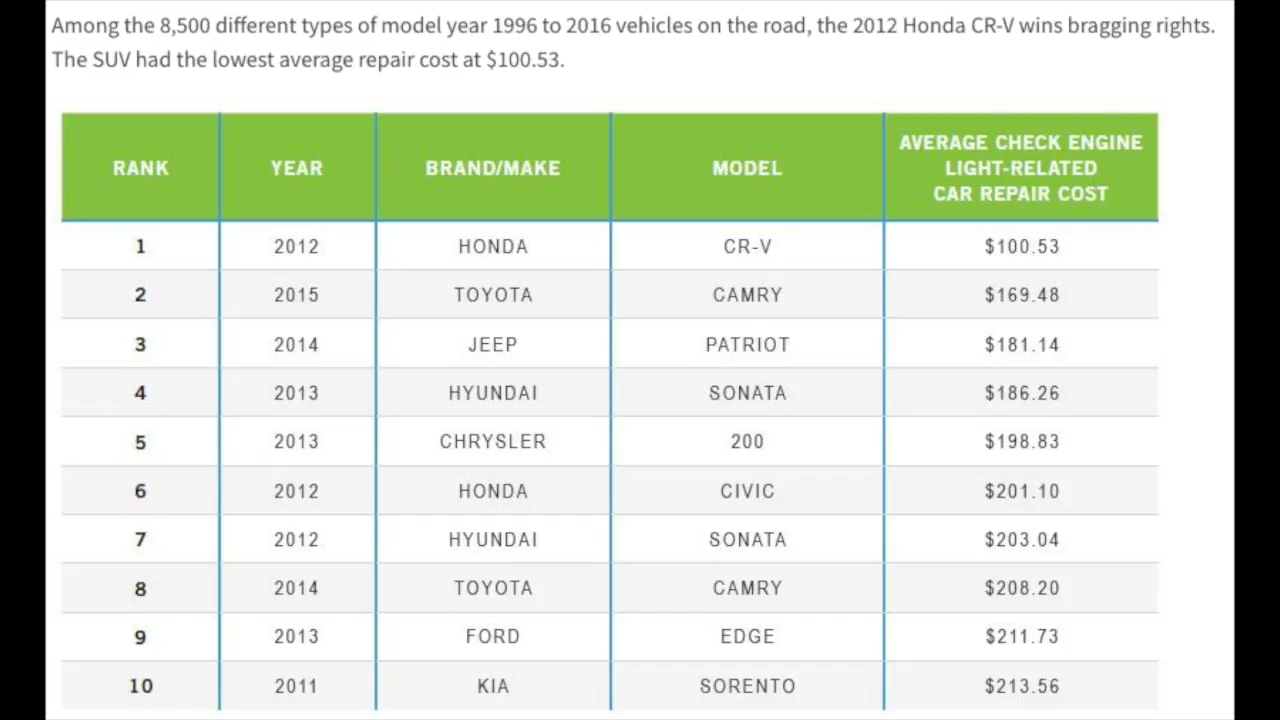 Among the 8,500 different types of model year 1996 to 2016 vehicles on the road, the 2012 Honda CR-V wins bragging rights.
The SUV had the lowest average repair cost at $100.53.
RANK YEAR BRAND/MAKE MODEL AVERAGE CHECK ENGINE LIGHT-RELATED CAR REPAIR COST
1 2012 HONDA CR-V $100.53
2 2015 TOYOTA CAMRY $169.48
3 2014 JEEP PATRIOT $181.14
4 2013 HYUNDAI SONATA $186.26
5 2013 CHRYSLER 200 $198.83
6 2012 HONDA CIVIC $201.10
7 2012 HYUNDAI SONATA $203.04
8 2014 TOYOTA CAMRY $208.20
9 2013 FORD EDGE $211.73
10 2011 KIA SORENTO $213.56